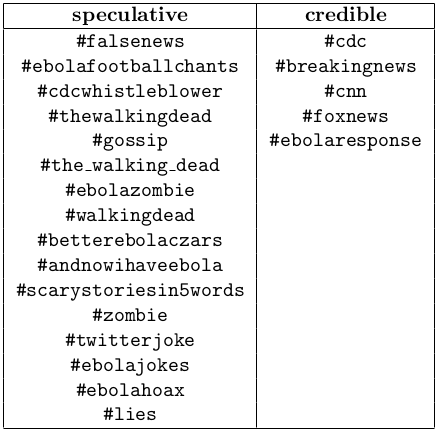 speculative credible
#falsenews #cdc
#ebolafootballchants #breakingnews
#cdcwhistleblower #cnn
#thewalkingdead #foxnews
#gossip #ebolaresponse
#the_walking_dead
#ebolazombie
#walkingdead
#betterebolaczars
#andnowihaveebola
#scarystoriesin5words
#zombie
#twitterjoke
#ebolajokes
#ebolahoax
#lies